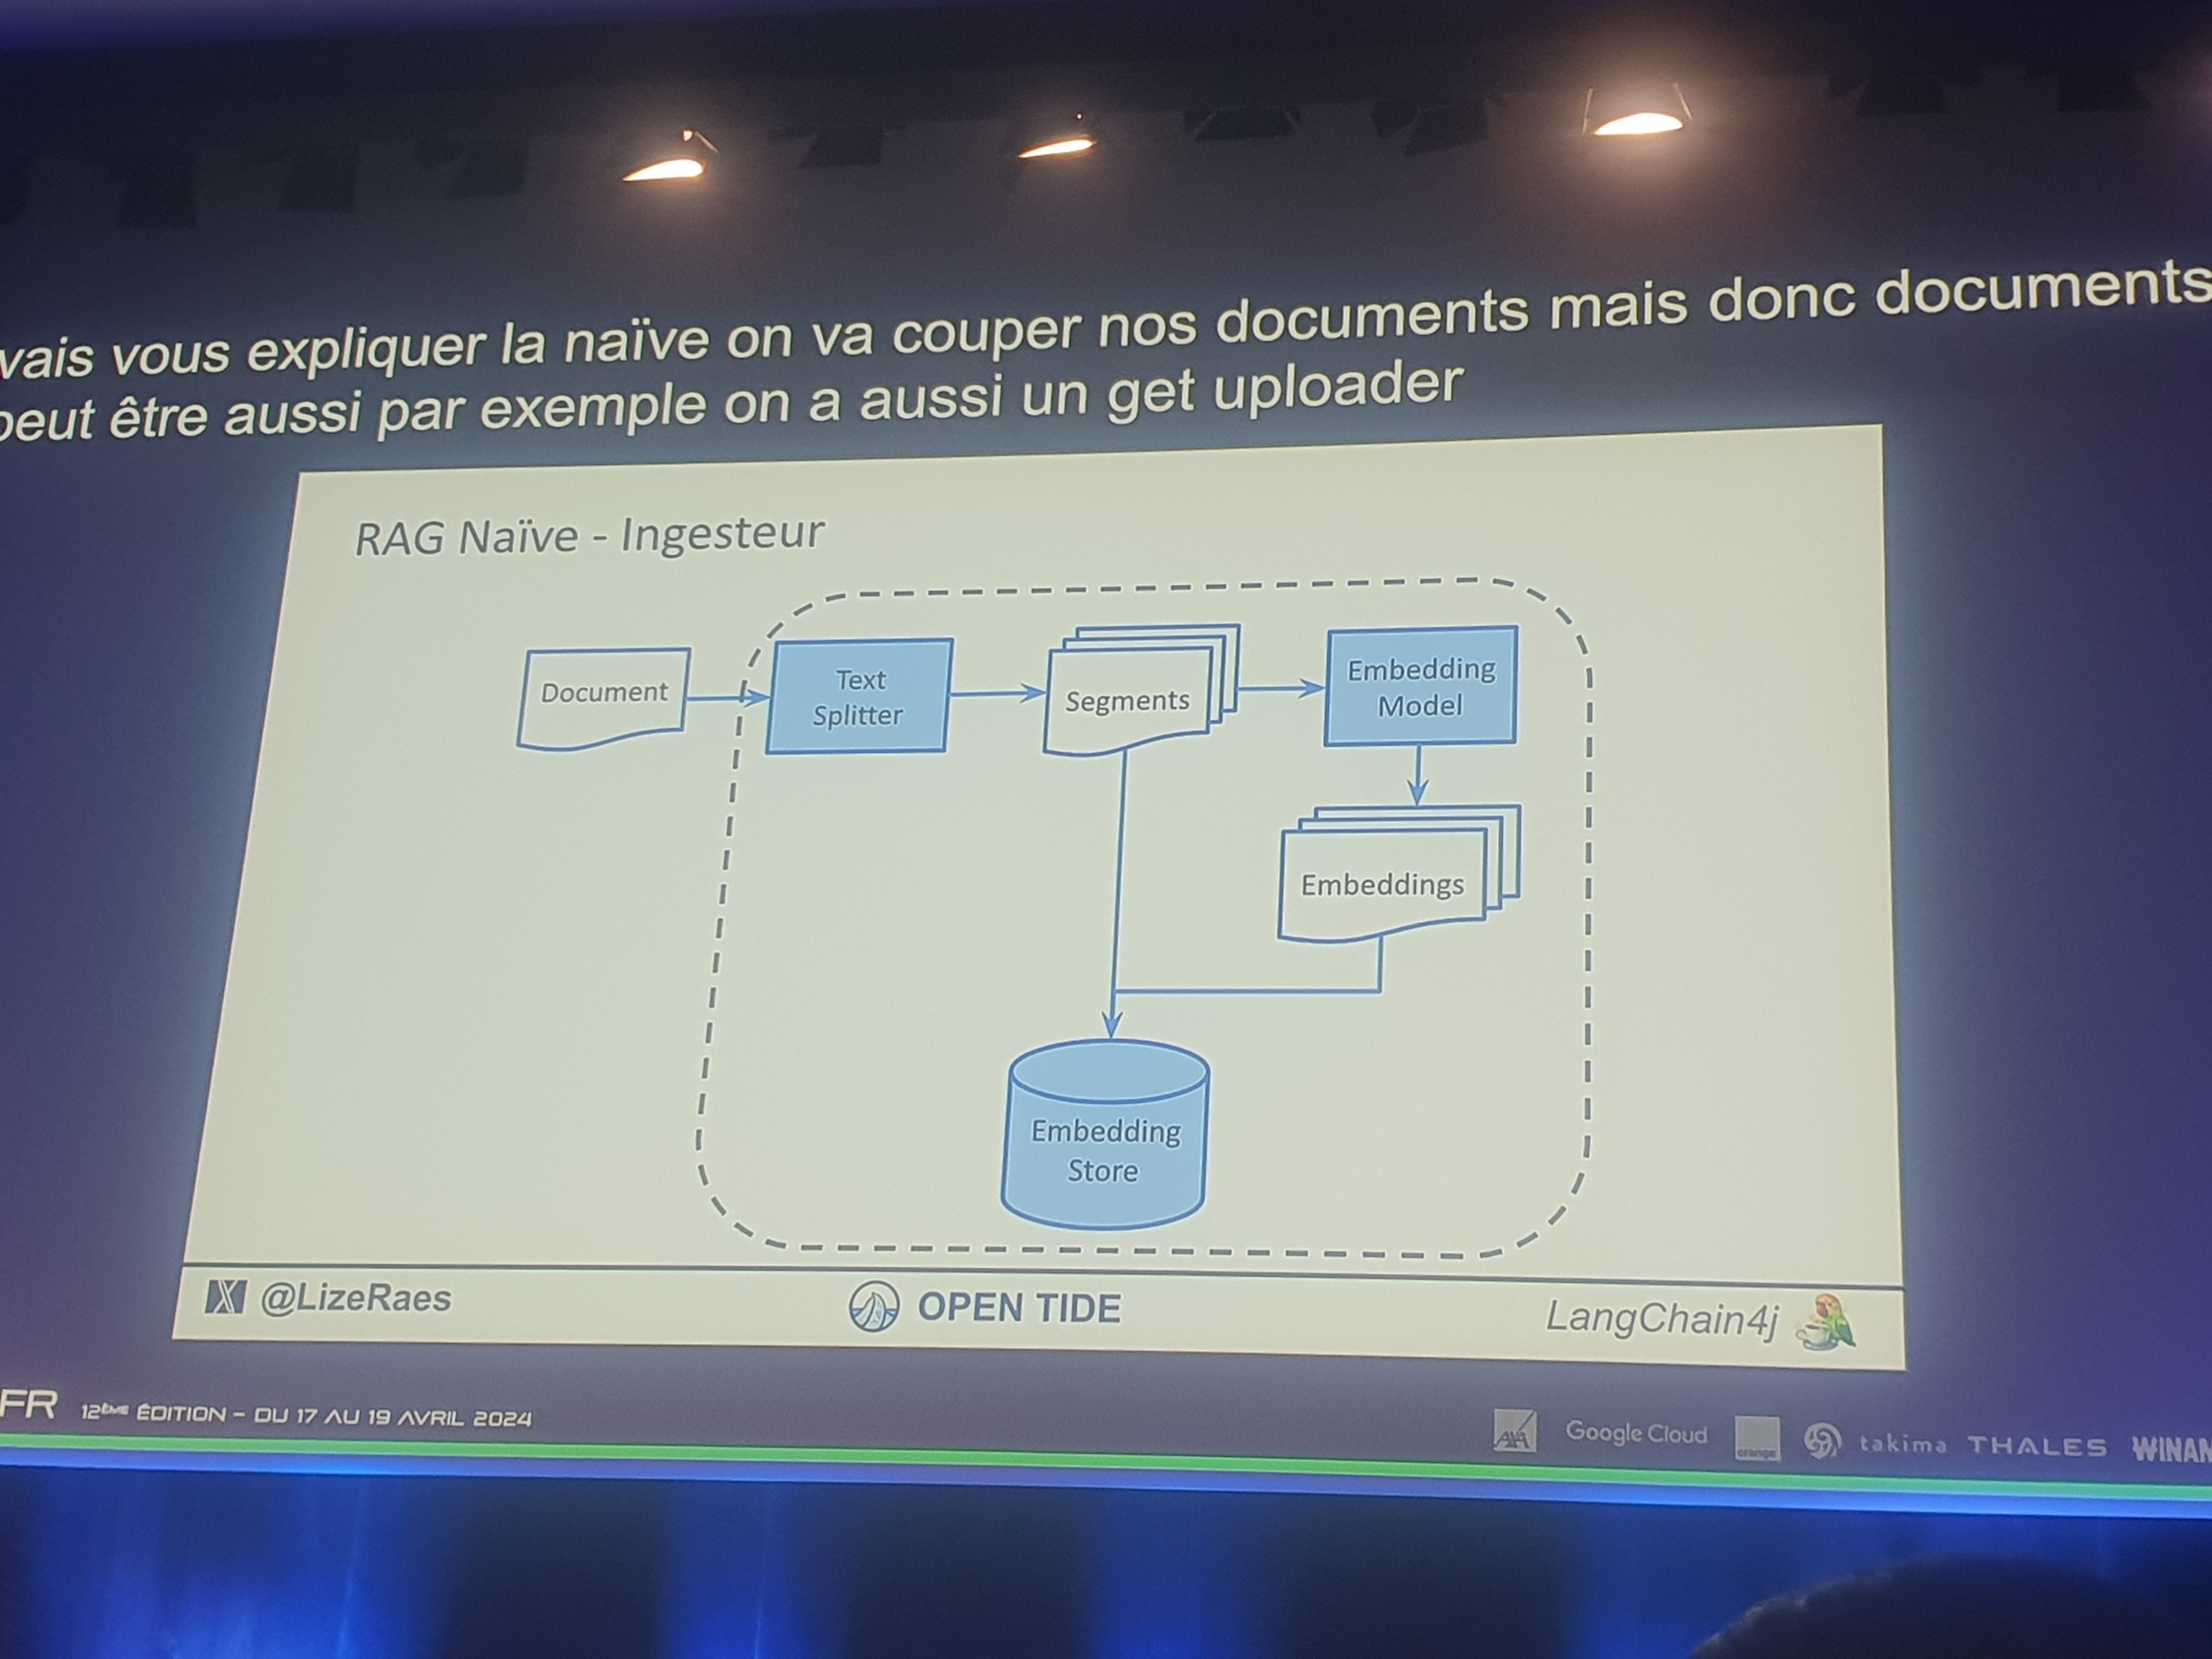 vais vous expliquer la naïve on va couper nos documents mais donc documents
peut être aussi par exemple on a aussi un get uploader
RAG Naïve - Ingesteur
Document
Text
Splitter
Segments
Embedding
Model
Embeddings
Embedding
Store
X @LizeRaes
OPEN TIDE
LangChain4j
FR 12ÈME ÉDITION – DU 17 AU 19 AVRIL 2024
AXA Google Cloud orange takima THALES WINAM